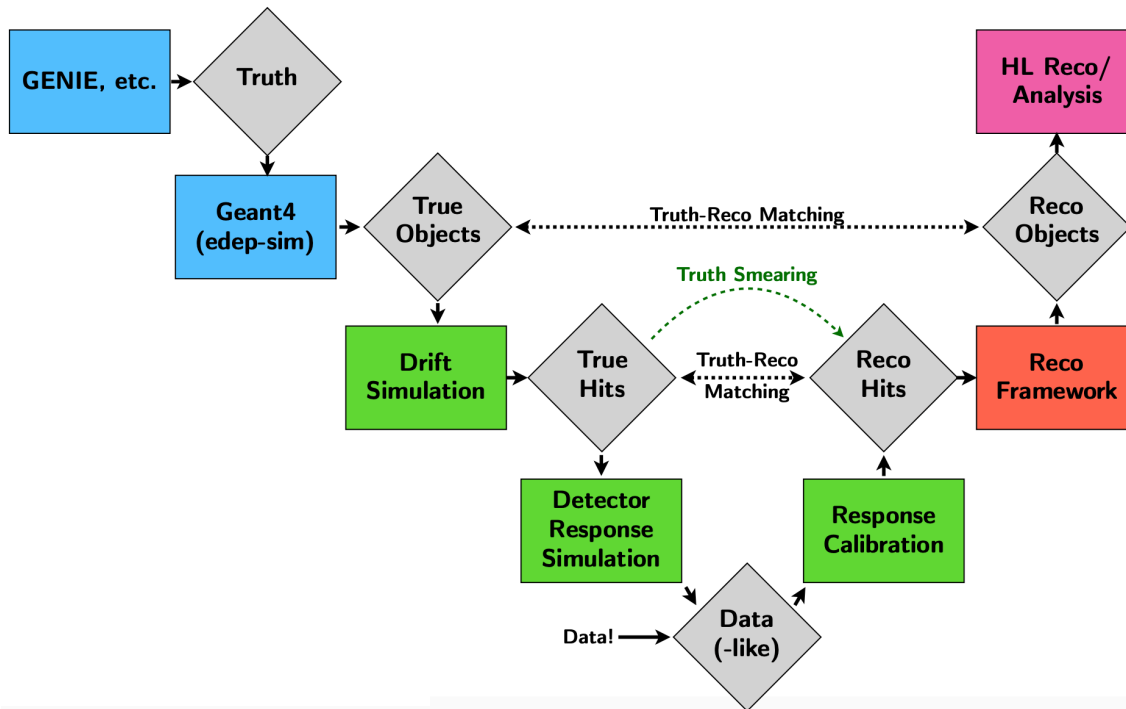 GENIE, etc.
Truth
HL Reco/
Analysis
Geant4
(edep-sim)
True
Objects
Truth-Reco Matching
Reco
Objects
Truth Smearing
Drift
Simulation
True
Hits
Truth-Reco
Matching
Reco
Hits
Reco
Framework
Detector
Response
Simulation
Response
Calibration
Data!
Data
(-like)